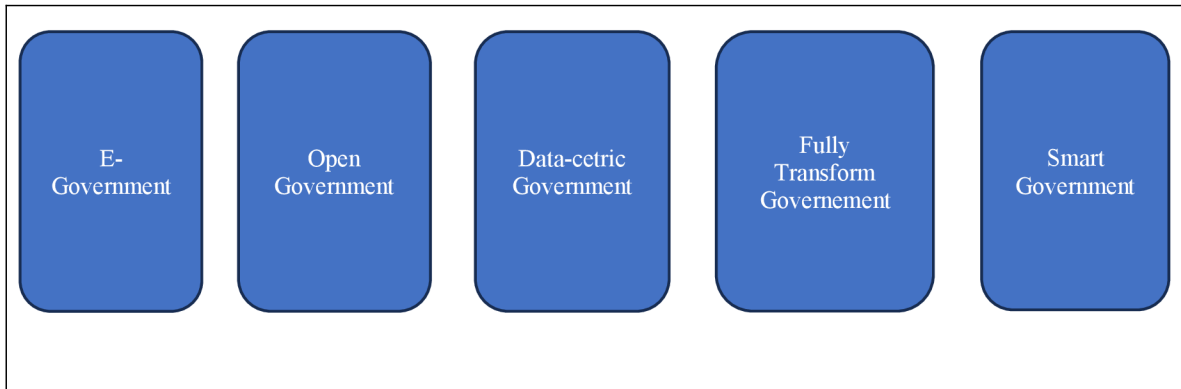 E-
Government
Open
Government
Data-cetric
Government
Fully
Transform
Governement
Smart
Government